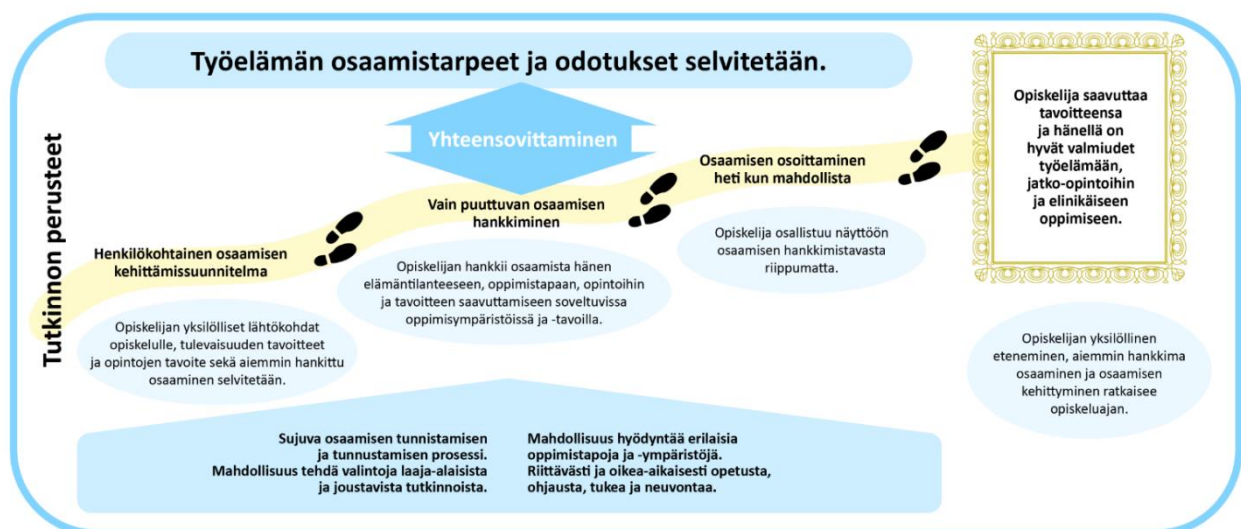 Työelämän osaamistarpeet ja odotukset selvitetään.
Yhteensovittaminen
Tutkinnon perusteet
Henkilökohtainen osaamisen
kehittämissuunnitelma
Opiskelijan yksilölliset lähtökohdat
opiskelulle, tulevaisuuden tavoitteet
ja opintojen tavoite sekä aiemmin hankittu
osaaminen selvitetään.
Vain puuttuvan osaamisen
hankkiminen
Opiskelijan hankkii osaamista hänen
elämäntilanteeseen, oppimistapaan, opintoihin
ja tavoitteen saavuttamiseen soveltuvissa
oppimisympäristöissä ja -tavoilla.
Osaamisen osoittaminen
heti kun mahdollista
Opiskelija osallistuu näyttöön
osaamisen hankkimistavasta
riippumatta.
Opiskelija saavuttaa
tavoitteensa
ja hänellä on
hyvät valmiudet
työelämään,
jatko-opintoihin
ja elinikäiseen
oppimiseen.
Opiskelijan yksilöllinen
eteneminen, aiemmin hankkima
osaaminen ja osaamisen
kehittyminen ratkaisee
opiskeluajan.
Sujuva osaamisen tunnistamisen
ja tunnustamisen prosessi.
Mahdollisuus tehdä valintoja laaja-alaisista
ja joustavista tutkinnoista.
Mahdollisuus hyödyntää erilaisia
oppimistapoja ja -ympäristöjä.
Riittävästi ja oikea-aikaisesti opetusta,
ohjausta, tukea ja neuvontaa.